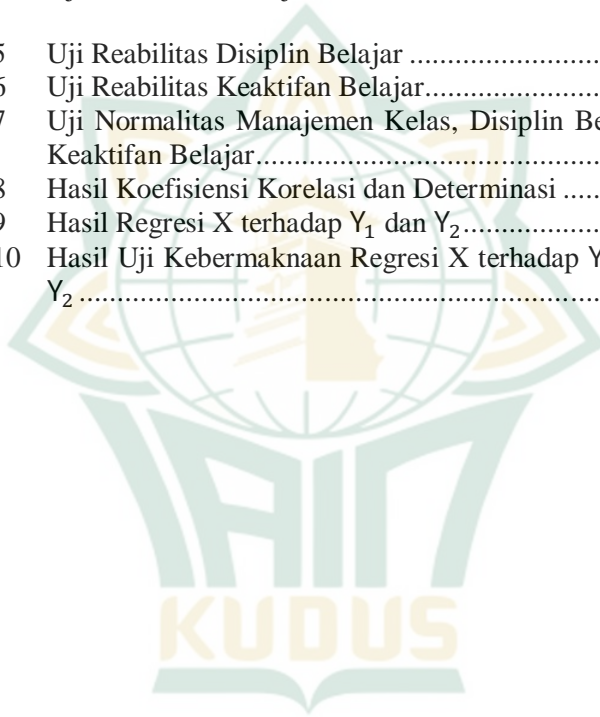 5 Uji Reabilitas Disiplin Belajar ..............................
6 Uji Reabilitas Keaktifan Belajar..............................
7 Uji Normalitas Manajemen Kelas, Disiplin Be
Keaktifan Belajar..............................
8 Hasil Koefisiensi Korelasi dan Determinasi .....
9 Hasil Regresi X terhadap Y₁ dan Y₂..................
10 Hasil Uji Kebermaknaan Regresi X terhadap Y
Y₂ ..............................
IAIN
KUDUS